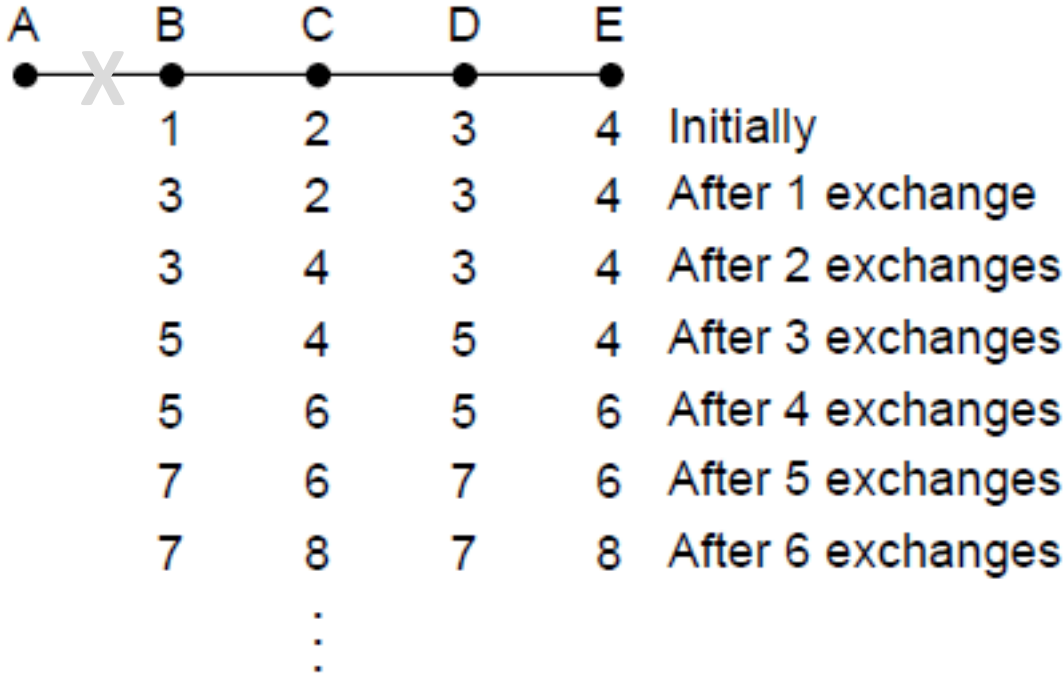 A B C D E
X
1 2 3 4 Initially
3 2 3 4 After 1 exchange
3 4 3 4 After 2 exchanges
5 4 5 4 After 3 exchanges
5 6 5 6 After 4 exchanges
7 6 7 6 After 5 exchanges
7 8 7 8 After 6 exchanges